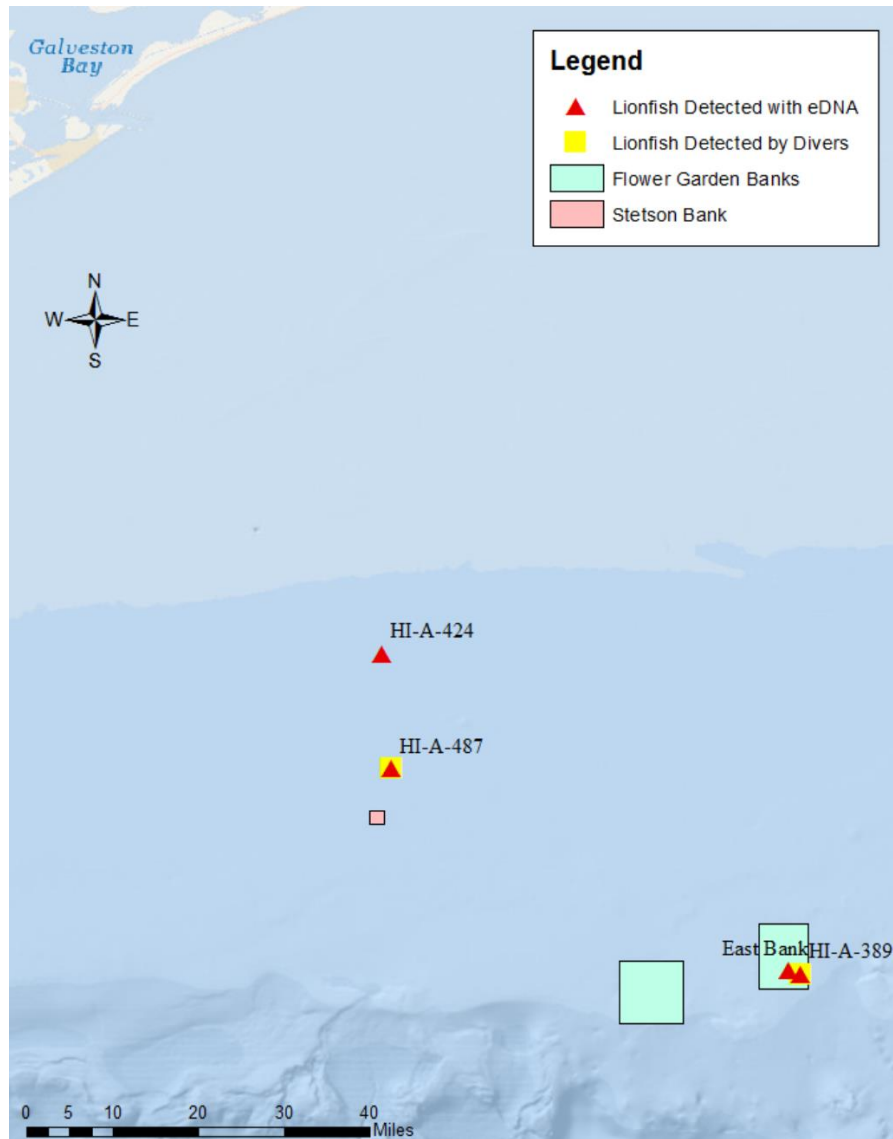 Galveston
Bay
Legend
Lionfish Detected with eDNA
Lionfish Detected by Divers
Flower Garden Banks
Stetson Bank
N
W E
S
HI-A-424
HI-A-487
East Bank HI-A-389
0 5 10 20 30 40
Miles